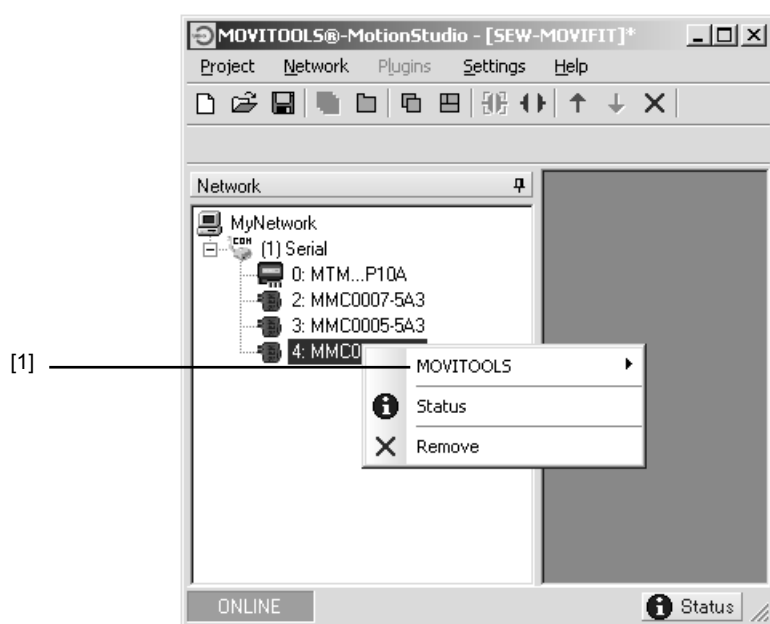 MOVITOOLS®-MotionStudio - [SEW-MOVIFIT]*
Project Network Plugins Settings Help
Network
MyNetwork
COM
(1) Serial
0: MTM...P10A
2: MMC0007-5A3
3: MMC0005-5A3
4: MMC0
[1]
MOVITOOLS
Status
Remove
ONLINE
Status